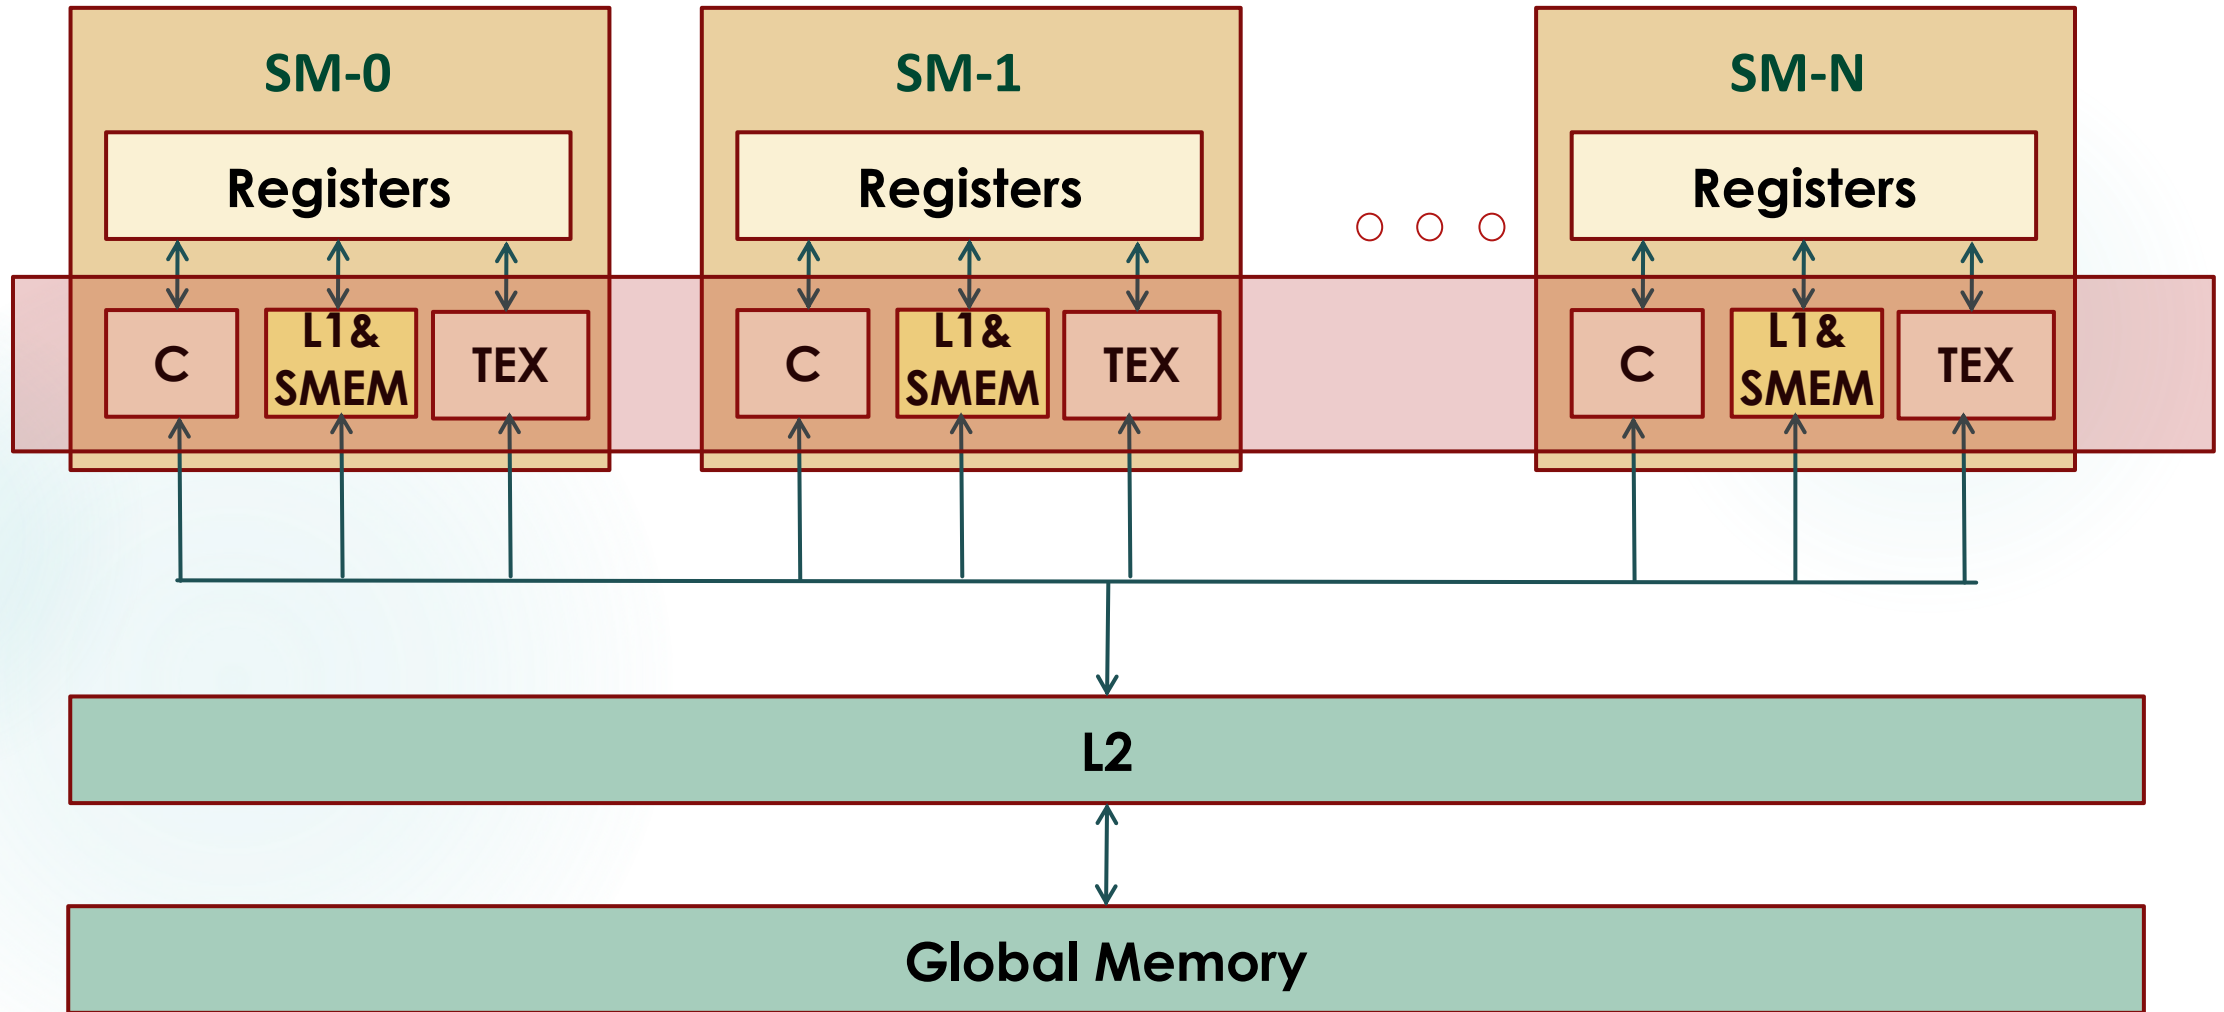 SM-0
SM-1
SM-N
Registers
Registers
Registers
C
L1&
SMEM
TEX
C
L1&
SMEM
TEX
C
L1&
SMEM
TEX
L2
Global Memory